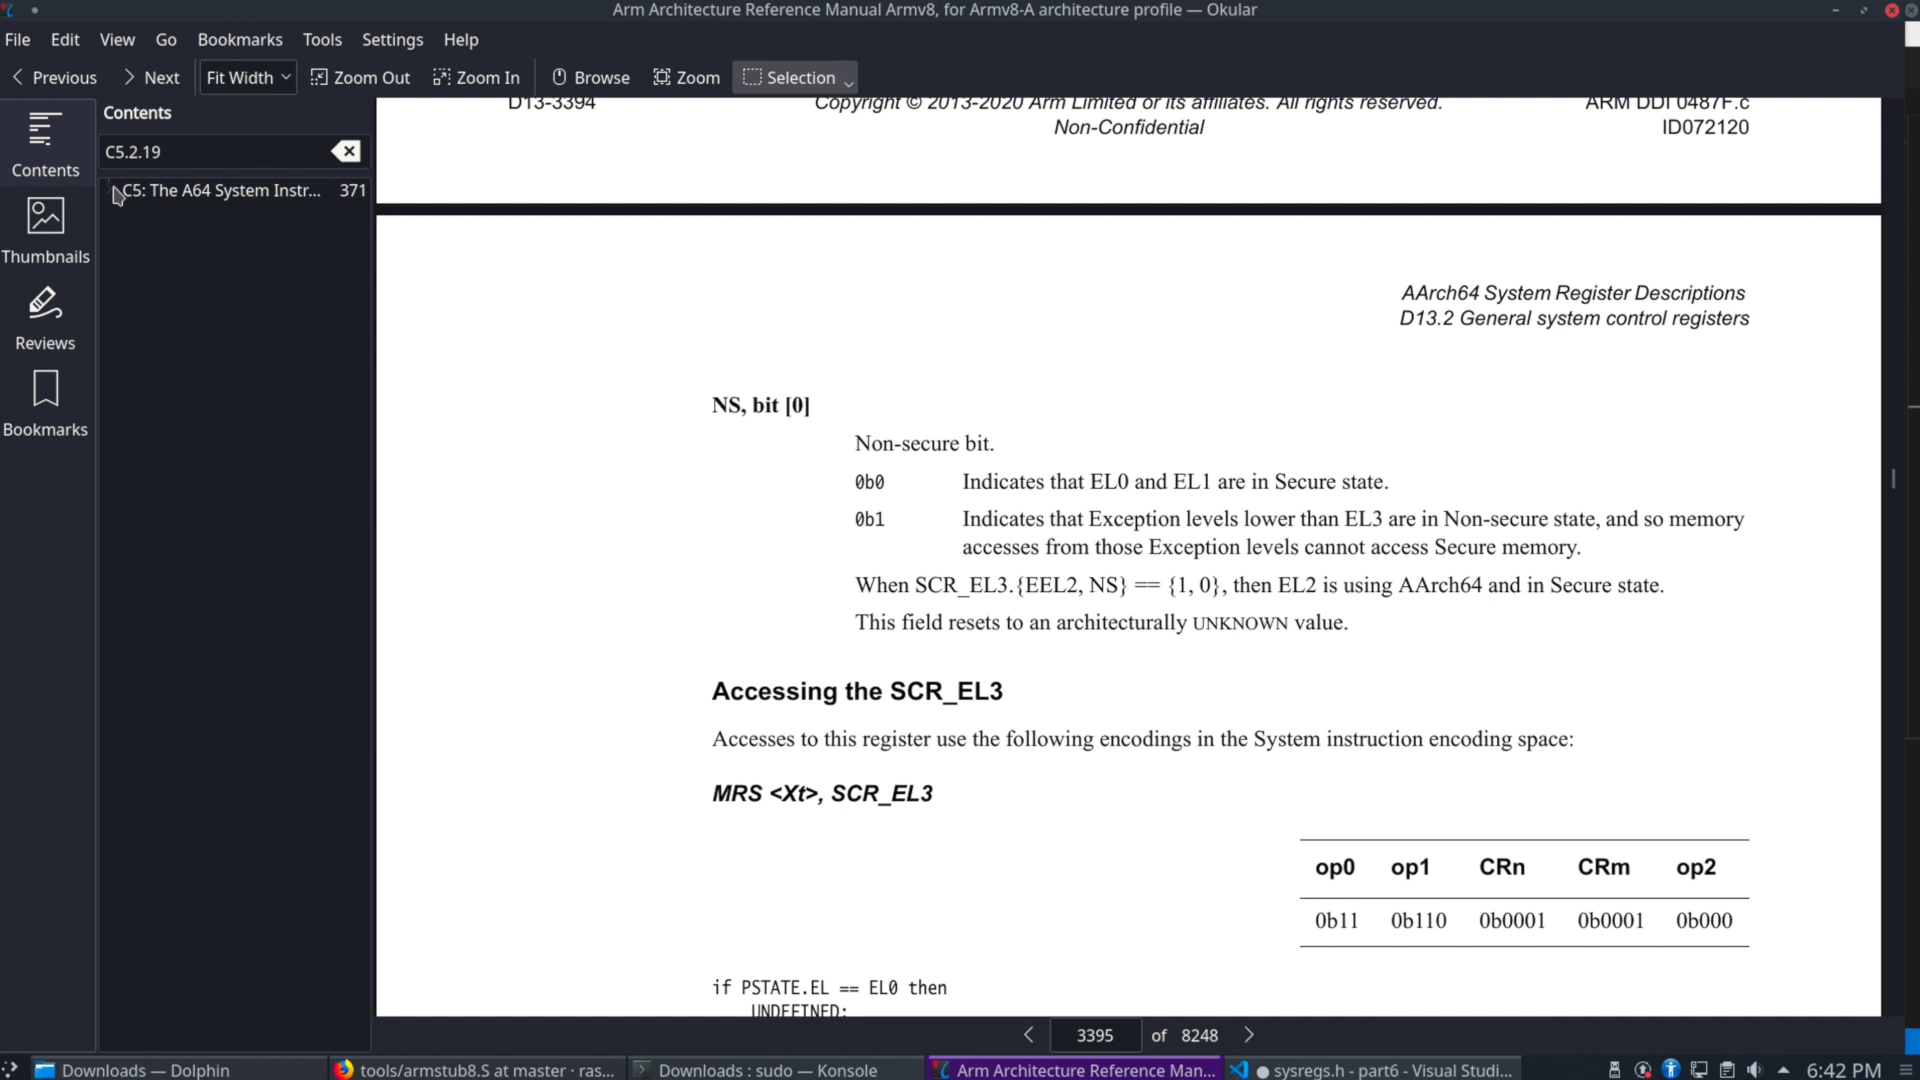 Arm Architecture Reference Manual Armv8, for Armv8-A architecture profile — Okular
File Edit View Go Bookmarks Tools Settings Help
Previous Next Fit Width Zoom Out Zoom In Browse Zoom Selection
Contents
Thumbnails
Reviews
Bookmarks
Contents
C5.2.19
C5: The A64 System Instr... 371
D13-3394 Copyright © 2013-2020 Arm Limited or its affiliates. All rights reserved. ARM DDI 0487F.c
Non-Confidential ID072120
AArch64 System Register Descriptions
D13.2 General system control registers
NS, bit [0]
Non-secure bit.
0b0 Indicates that EL0 and EL1 are in Secure state.
0b1 Indicates that Exception levels lower than EL3 are in Non-secure state, and so memory
accesses from those Exception levels cannot access Secure memory.
When SCR_EL3.{EEL2, NS} == {1, 0}, then EL2 is using AArch64 and in Secure state.
This field resets to an architecturally UNKNOWN value.
Accessing the SCR_EL3
Accesses to this register use the following encodings in the System instruction encoding space:
MRS <Xt>, SCR_EL3
op0 op1 CRn CRm op2
0b11 0b110 0b0001 0b0001 0b000
if PSTATE.EL == EL0 then
UNDEFINED;
3395 of 8248
Downloads — Dolphin tools/armstub8.S at master · ras... Downloads : sudo — Konsole Arm Architecture Reference Man... sysregs.h - part6 - Visual Studi... 6:42 PM